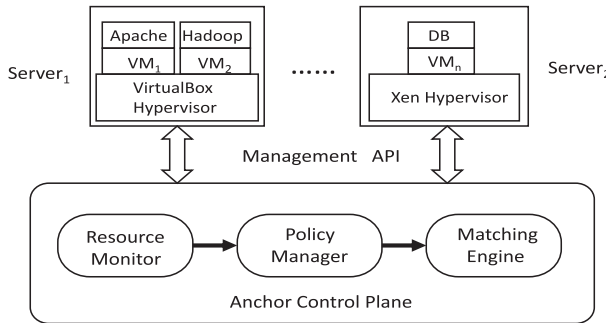 Apache Hadoop
VM1 VM2
VirtualBox
Hypervisor
Server1
......
DB
VMn
Xen Hypervisor
Server2
Management API
Resource
Monitor
Policy
Manager
Matching
Engine
Anchor Control Plane